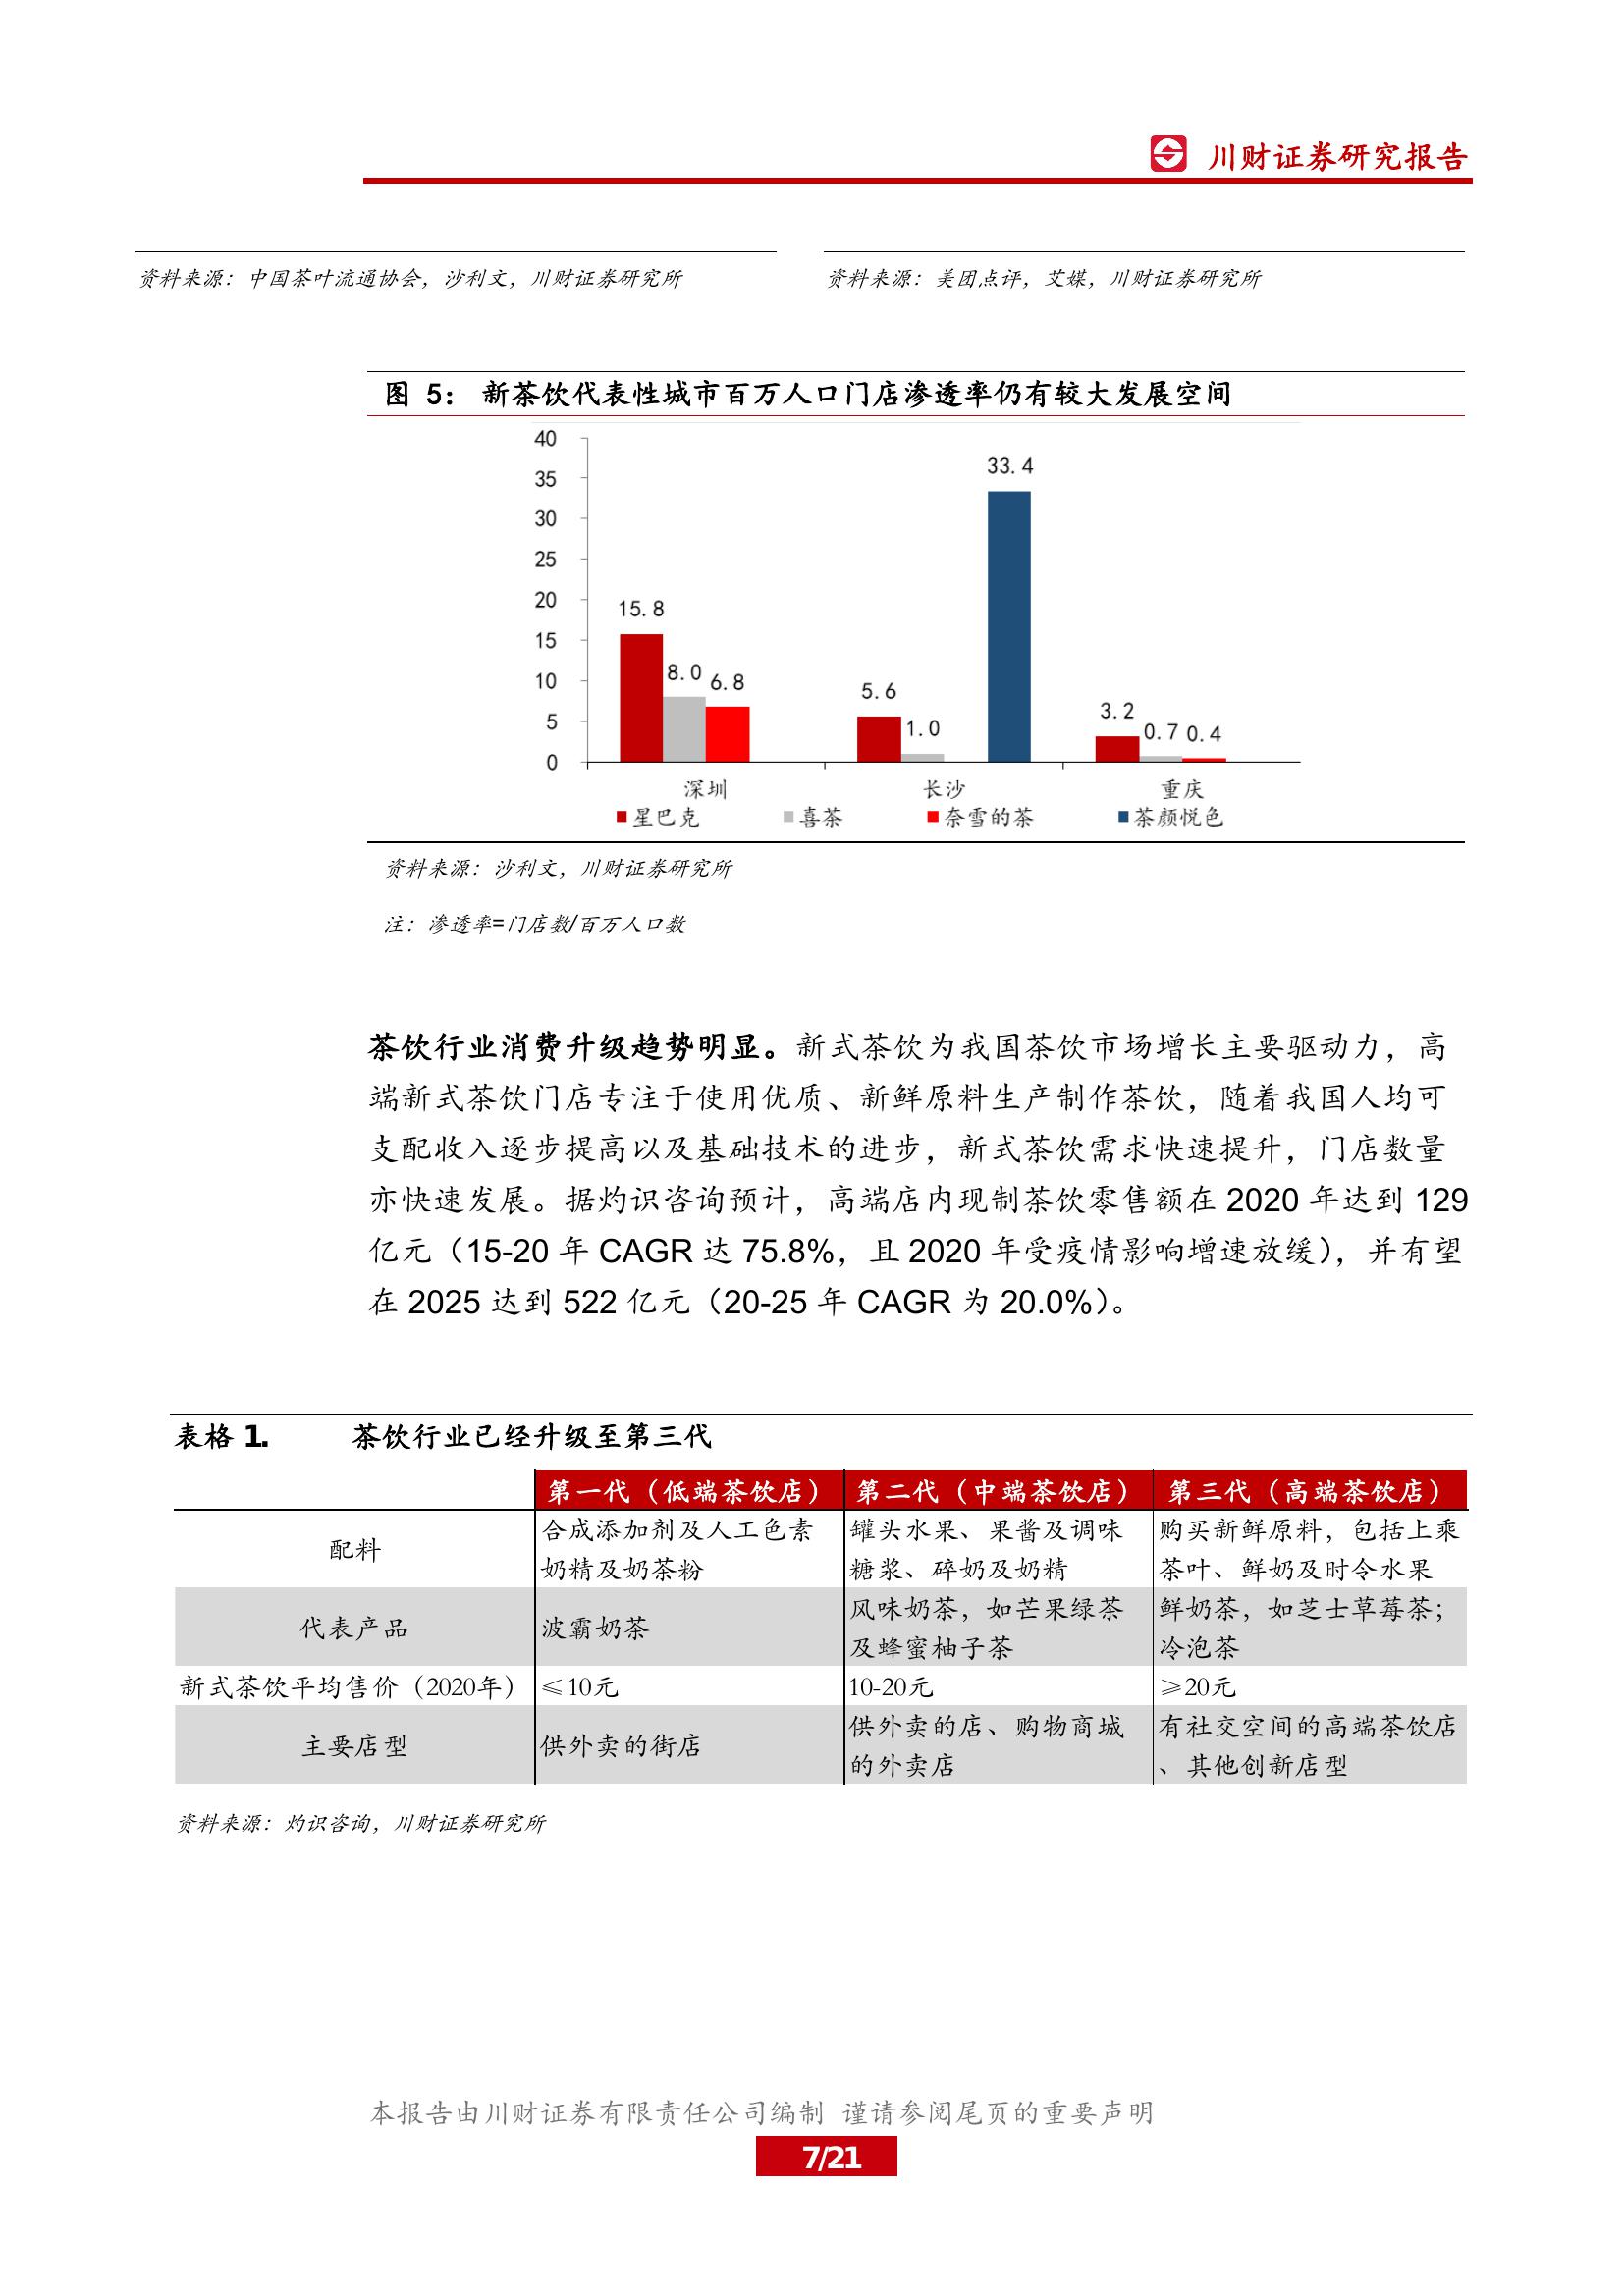 川财证券研究报告
资料来源：中国茶叶流通协会，沙利文，川财证券研究所
资料来源：美团点评，艾媒，川财证券研究所
图 5： 新茶饮代表性城市百万人口门店渗透率仍有较大发展空间
40
35
30
25
20
15
10
5
0
15.8
8.0
6.8
5.6
1.0
33.4
3.2
0.7
0.4
深圳
长沙
重庆
星巴克
喜茶
奈雪的茶
茶颜悦色
资料来源：沙利文，川财证券研究所
注：渗透率=门店数/百万人口数
茶饮行业消费升级趋势明显。新式茶饮为我国茶饮市场增长主要驱动力，高
端新式茶饮门店专注于使用优质、新鲜原料生产制作茶饮，随着我国人均可
支配收入逐步提高以及基础技术的进步，新式茶饮需求快速提升，门店数量
亦快速发展。据灼识咨询预计，高端店内现制茶饮零售额在 2020 年达到 129
亿元（15-20 年 CAGR 达 75.8%，且 2020 年受疫情影响增速放缓），并有望
在 2025 达到 522 亿元（20-25 年 CAGR 为 20.0%）。
表格 1. 茶饮行业已经升级至第三代
第一代（低端茶饮店） 第二代（中端茶饮店） 第三代（高端茶饮店）
配料
合成添加剂及人工色素
奶精及奶茶粉
罐头水果、果酱及调味
糖浆、碎奶及奶精
购买新鲜原料，包括上乘
茶叶、鲜奶及时令水果
代表产品
波霸奶茶
风味奶茶，如芒果绿茶
及蜂蜜柚子茶
鲜奶茶，如芝士草莓茶；
冷泡茶
新式茶饮平均售价（2020年） ≤10元 10-20元 ≥20元
主要店型
供外卖的街店
供外卖的店、购物商城
的外卖店
有社交空间的高端茶饮店
、其他创新店型
资料来源：灼识咨询，川财证券研究所
本报告由川财证券有限责任公司编制 谨请参阅尾页的重要声明
7/21